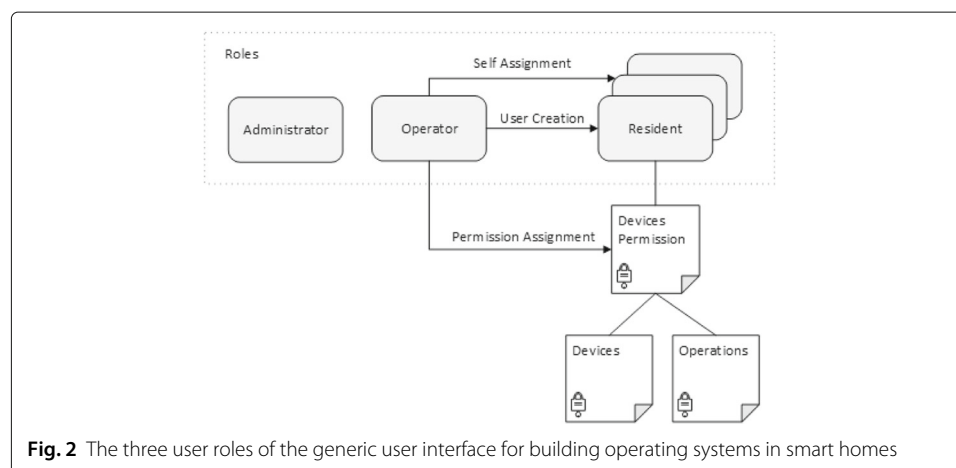 Roles
Self Assignment
Administrator
Operator
User Creation
Resident
Permission Assignment
Devices
Permission
Devices
Operations
Fig. 2 The three user roles of the generic user interface for building operating systems in smart homes